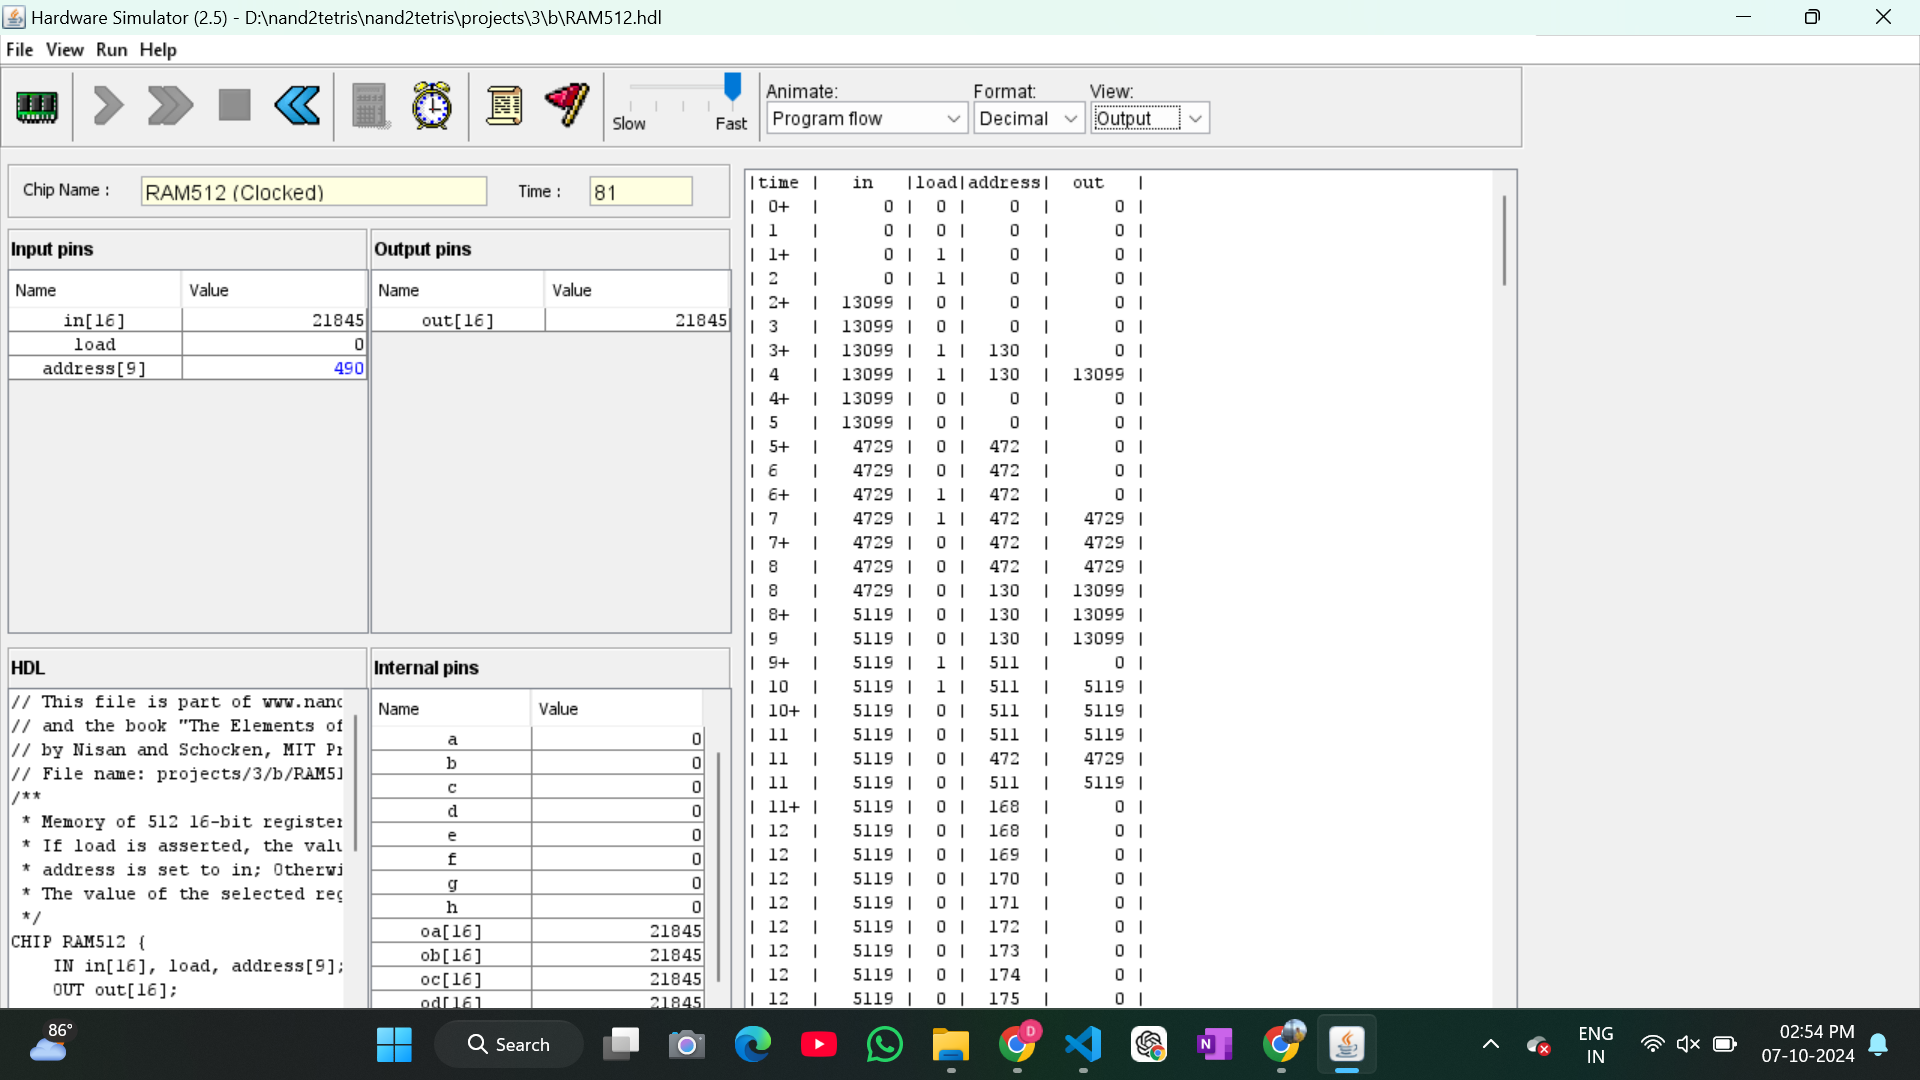 Hardware Simulator (2.5) - D:\nand2tetris\nand2tetris\projects\3\b\RAM512.hdl
File View Run Help
Slow Fast
Animate: Format: View:
Program flow Decimal Output
Chip Name : RAM512 (Clocked) Time : 81
Input pins
Name Value
in[16] 21845
load 0
address[9] 490
Output pins
Name Value
out[16] 21845
HDL
// This file is part of www.nand
// and the book "The Elements of
// by Nisan and Schocken, MIT Pr
// File name: projects/3/b/RAM51
/**
* Memory of 512 16-bit register
* If load is asserted, the valu
* address is set to in; Otherwi
* The value of the selected reg
*/
CHIP RAM512 {
IN in[16], load, address[9];
OUT out[16];
Internal pins
Name Value
a 0
b 0
c 0
d 0
e 0
f 0
g 0
h 0
oa[16] 21845
ob[16] 21845
oc[16] 21845
od[16] 21845
|time | in |load|address| out |
| 0+ | 0 | 0 | 0 | 0 |
| 1 | 0 | 0 | 0 | 0 |
| 1+ | 0 | 1 | 0 | 0 |
| 2 | 0 | 1 | 0 | 0 |
| 2+ | 13099 | 0 | 0 | 0 |
| 3 | 13099 | 0 | 0 | 0 |
| 3+ | 13099 | 1 | 130 | 0 |
| 4 | 13099 | 1 | 130 | 13099 |
| 4+ | 13099 | 0 | 0 | 0 |
| 5 | 13099 | 0 | 0 | 0 |
| 5+ | 4729 | 0 | 472 | 0 |
| 6 | 4729 | 0 | 472 | 0 |
| 6+ | 4729 | 1 | 472 | 0 |
| 7 | 4729 | 1 | 472 | 4729 |
| 7+ | 4729 | 0 | 472 | 4729 |
| 8 | 4729 | 0 | 472 | 4729 |
| 8 | 4729 | 0 | 130 | 13099 |
| 8+ | 5119 | 0 | 130 | 13099 |
| 9 | 5119 | 0 | 130 | 13099 |
| 9+ | 5119 | 1 | 511 | 0 |
| 10 | 5119 | 1 | 511 | 5119 |
| 10+ | 5119 | 0 | 511 | 5119 |
| 11 | 5119 | 0 | 511 | 5119 |
| 11 | 5119 | 0 | 472 | 4729 |
| 11 | 5119 | 0 | 511 | 5119 |
| 11+ | 5119 | 0 | 168 | 0 |
| 12 | 5119 | 0 | 168 | 0 |
| 12 | 5119 | 0 | 169 | 0 |
| 12 | 5119 | 0 | 170 | 0 |
| 12 | 5119 | 0 | 171 | 0 |
| 12 | 5119 | 0 | 172 | 0 |
| 12 | 5119 | 0 | 173 | 0 |
| 12 | 5119 | 0 | 174 | 0 |
| 12 | 5119 | 0 | 175 | 0 |
86°
Search
D
N
ENG
IN
02:54 PM
07-10-2024